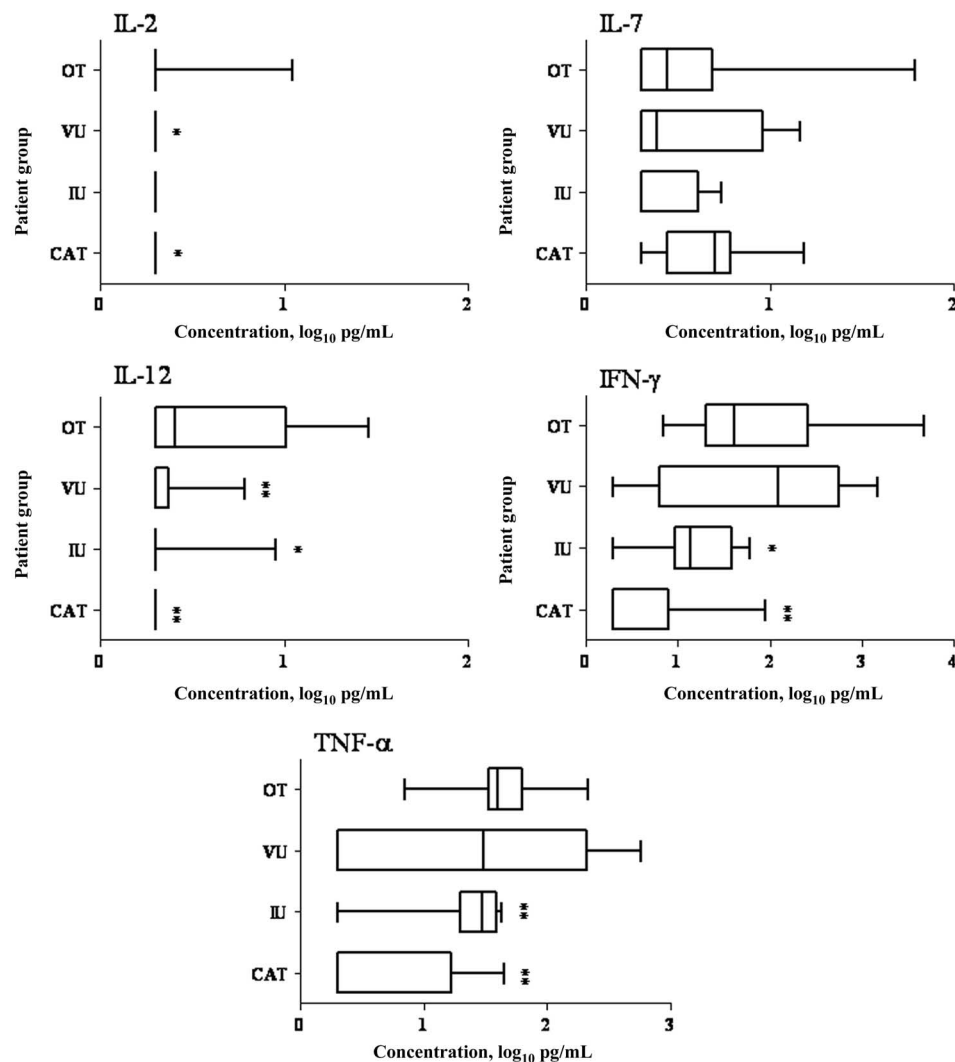 IL-2
Patient group
OT
VU *
IU
CAT *
0 1 2
Concentration, log₁₀ pg/mL
IL-7
Patient group
OT
VU
IU
CAT
0 1 2
Concentration, log₁₀ pg/mL
IL-12
Patient group
OT
VU **
IU *
CAT **
0 1 2
Concentration, log₁₀ pg/mL
IFN-γ
Patient group
OT
VU
IU *
CAT **
0 1 2 3 4
Concentration, log₁₀ pg/mL
TNF-α
OT
VU
IU **
CAT **
0 1 2 3
Concentration, log₁₀ pg/mL